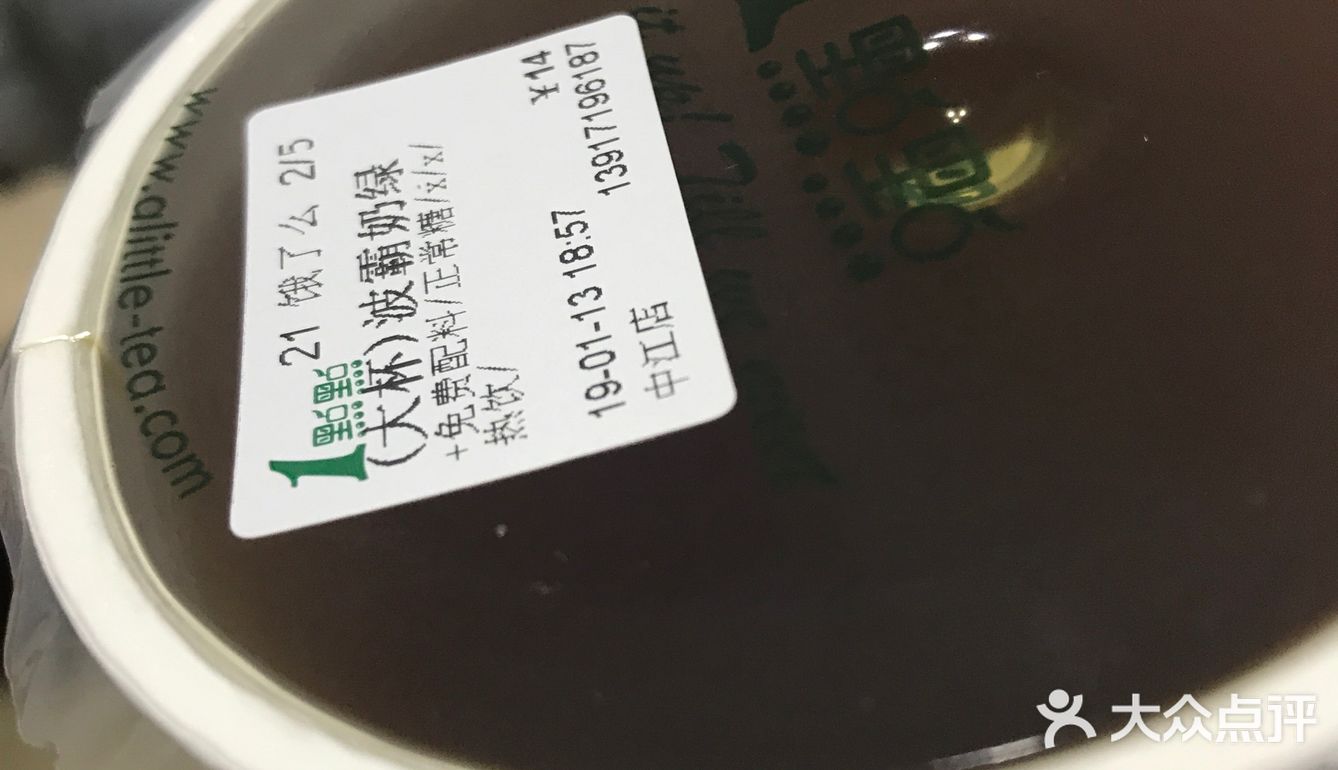 21 饿了么 2/5
1點點
(大杯)波霸奶绿
+免费配料/正常糖/x/x/
热饮/
¥14
19-01-13 18:57 13917196187
中江店
www.alittle-tea.com
點點
大众点评